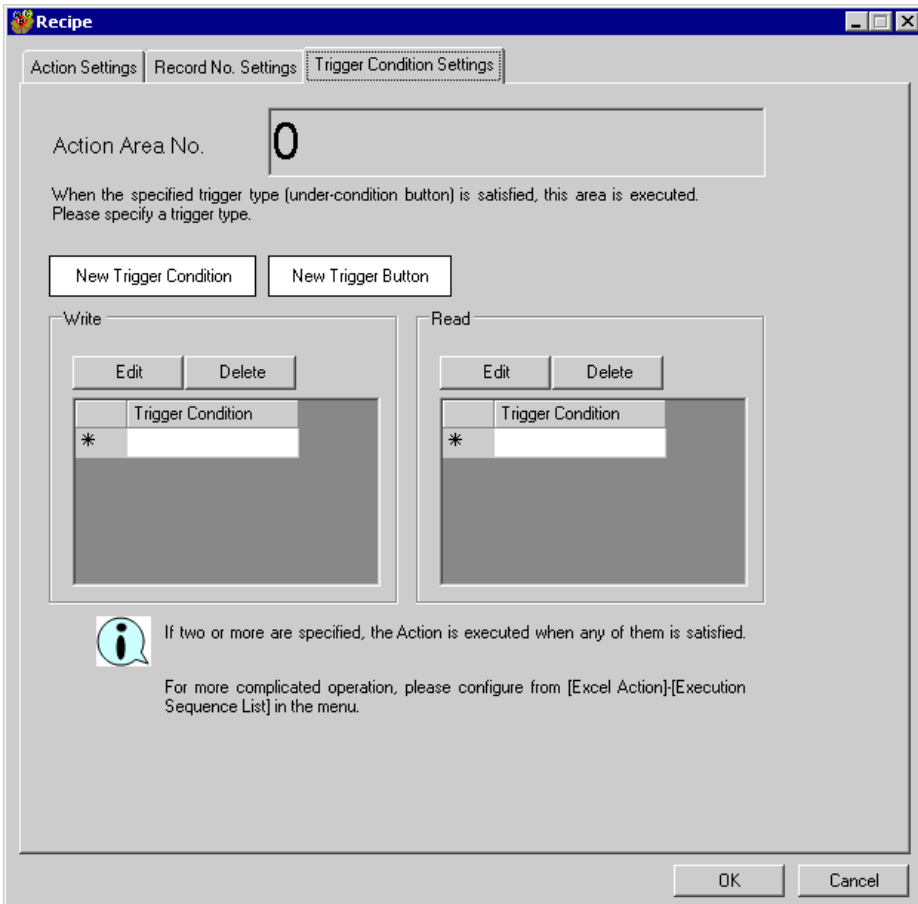 Recipe
Action Settings
Record No. Settings
Trigger Condition Settings
Action Area No.
0
When the specified trigger type (under-condition button) is satisfied, this area is executed.
Please specify a trigger type.
New Trigger Condition
New Trigger Button
Write
Read
Edit
Delete
Edit
Delete
Trigger Condition
Trigger Condition
*
*
If two or more are specified, the Action is executed when any of them is satisfied.
For more complicated operation, please configure from [Excel Action]-[Execution
Sequence List] in the menu.
OK
Cancel